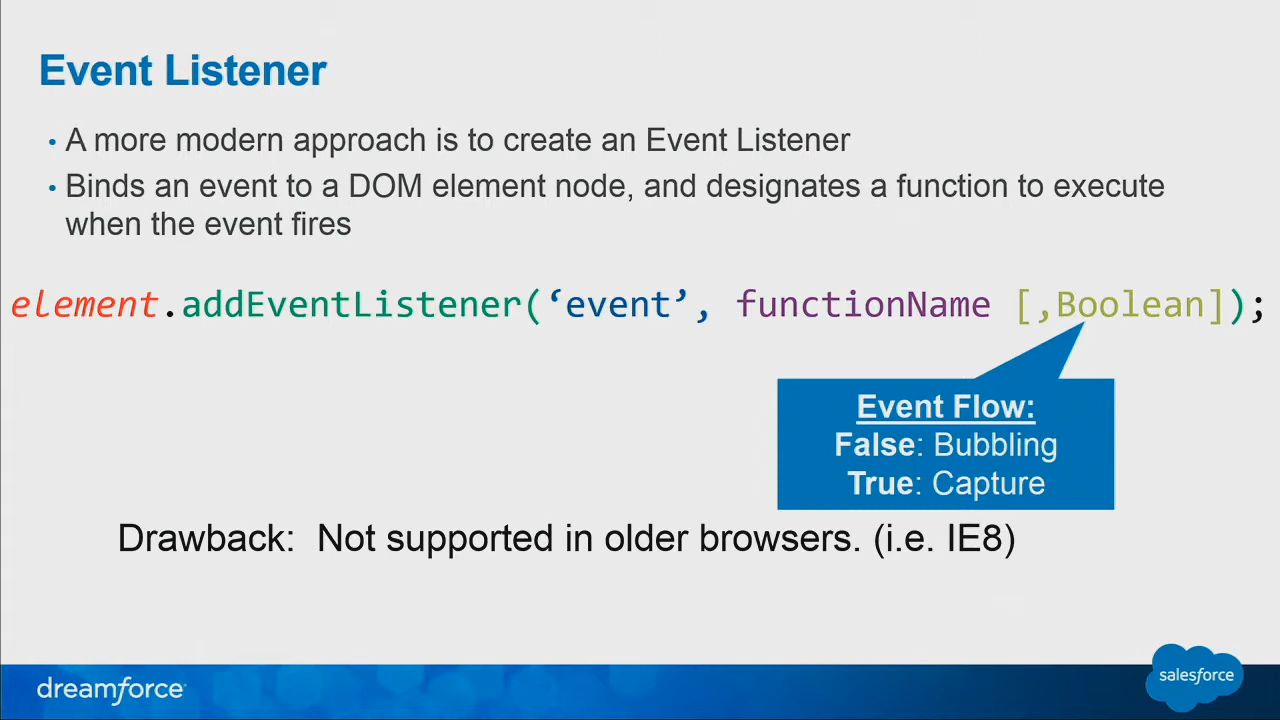 Event Listener
• A more modern approach is to create an Event Listener
• Binds an event to a DOM element node, and designates a function to execute
when the event fires
element.addEventListener(‘event’, functionName [,Boolean]);
Event Flow:
False: Bubbling
True: Capture
Drawback:  Not supported in older browsers. (i.e. IE8)
dreamforce
salesforce